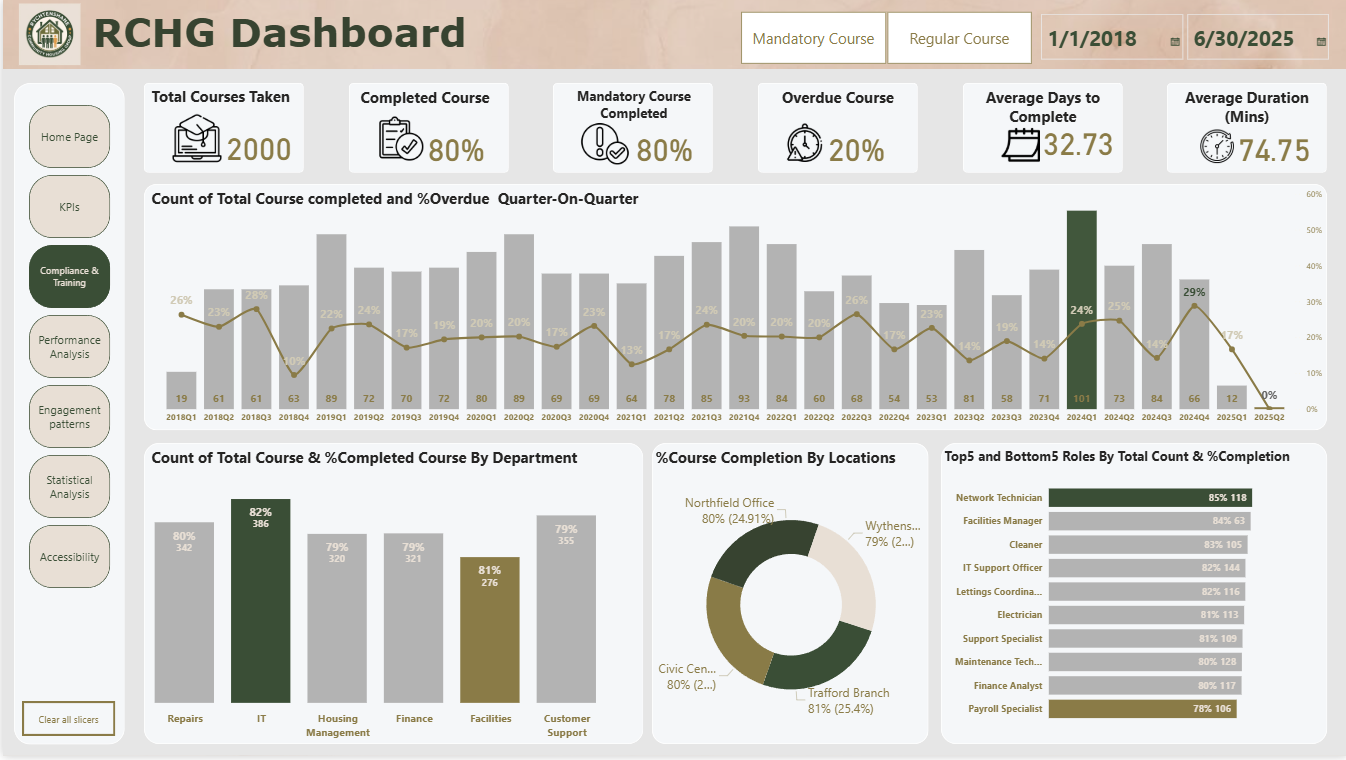 RCHG Dashboard
Mandatory Course
Regular Course
1/1/2018
6/30/2025
Home Page
KPIs
Compliance &
Training
Performance
Analysis
Engagement
patterns
Statistical
Analysis
Accessibility
Clear all slicers
Total Courses Taken
2000
Completed Course
80%
Mandatory Course
Completed
80%
Overdue Course
20%
Average Days to
Complete
32.73
Average Duration
(Mins)
74.75
Count of Total Course completed and %Overdue Quarter-On-Quarter
60%
50%
40%
30%
20%
10%
0%
26% 23% 28% 10% 22% 24% 17% 19% 20% 20% 17% 23% 13% 17% 24% 20% 20% 20% 26% 17% 23% 14% 19% 14% 24% 25% 14% 29% 17% 0%
19 61 61 63 89 72 70 72 80 89 69 69 64 78 85 93 84 60 68 54 53 81 58 71 101 73 84 66 12
2018Q1 2018Q2 2018Q3 2018Q4 2019Q1 2019Q2 2019Q3 2019Q4 2020Q1 2020Q2 2020Q3 2020Q4 2021Q1 2021Q2 2021Q3 2021Q4 2022Q1 2022Q2 2022Q3 2022Q4 2023Q1 2023Q2 2023Q3 2023Q4 2024Q1 2024Q2 2024Q3 2024Q4 2025Q1 2025Q2
Count of Total Course & %Completed Course By Department
80%
342
82%
386
79%
320
79%
321
81%
276
79%
355
Repairs
IT
Housing
Management
Finance
Facilities
Customer
Support
%Course Completion By Locations
Northfield Office
80% (24.91%)
Wythens...
79% (2...)
Civic Cen...
80% (2...)
Trafford Branch
81% (25.4%)
Top5 and Bottom5 Roles By Total Count & %Completion
Network Technician 85% 118
Facilities Manager 84% 63
Cleaner 83% 105
IT Support Officer 82% 144
Lettings Coordina... 82% 116
Electrician 81% 113
Support Specialist 81% 109
Maintenance Tech... 80% 128
Finance Analyst 80% 117
Payroll Specialist 78% 106